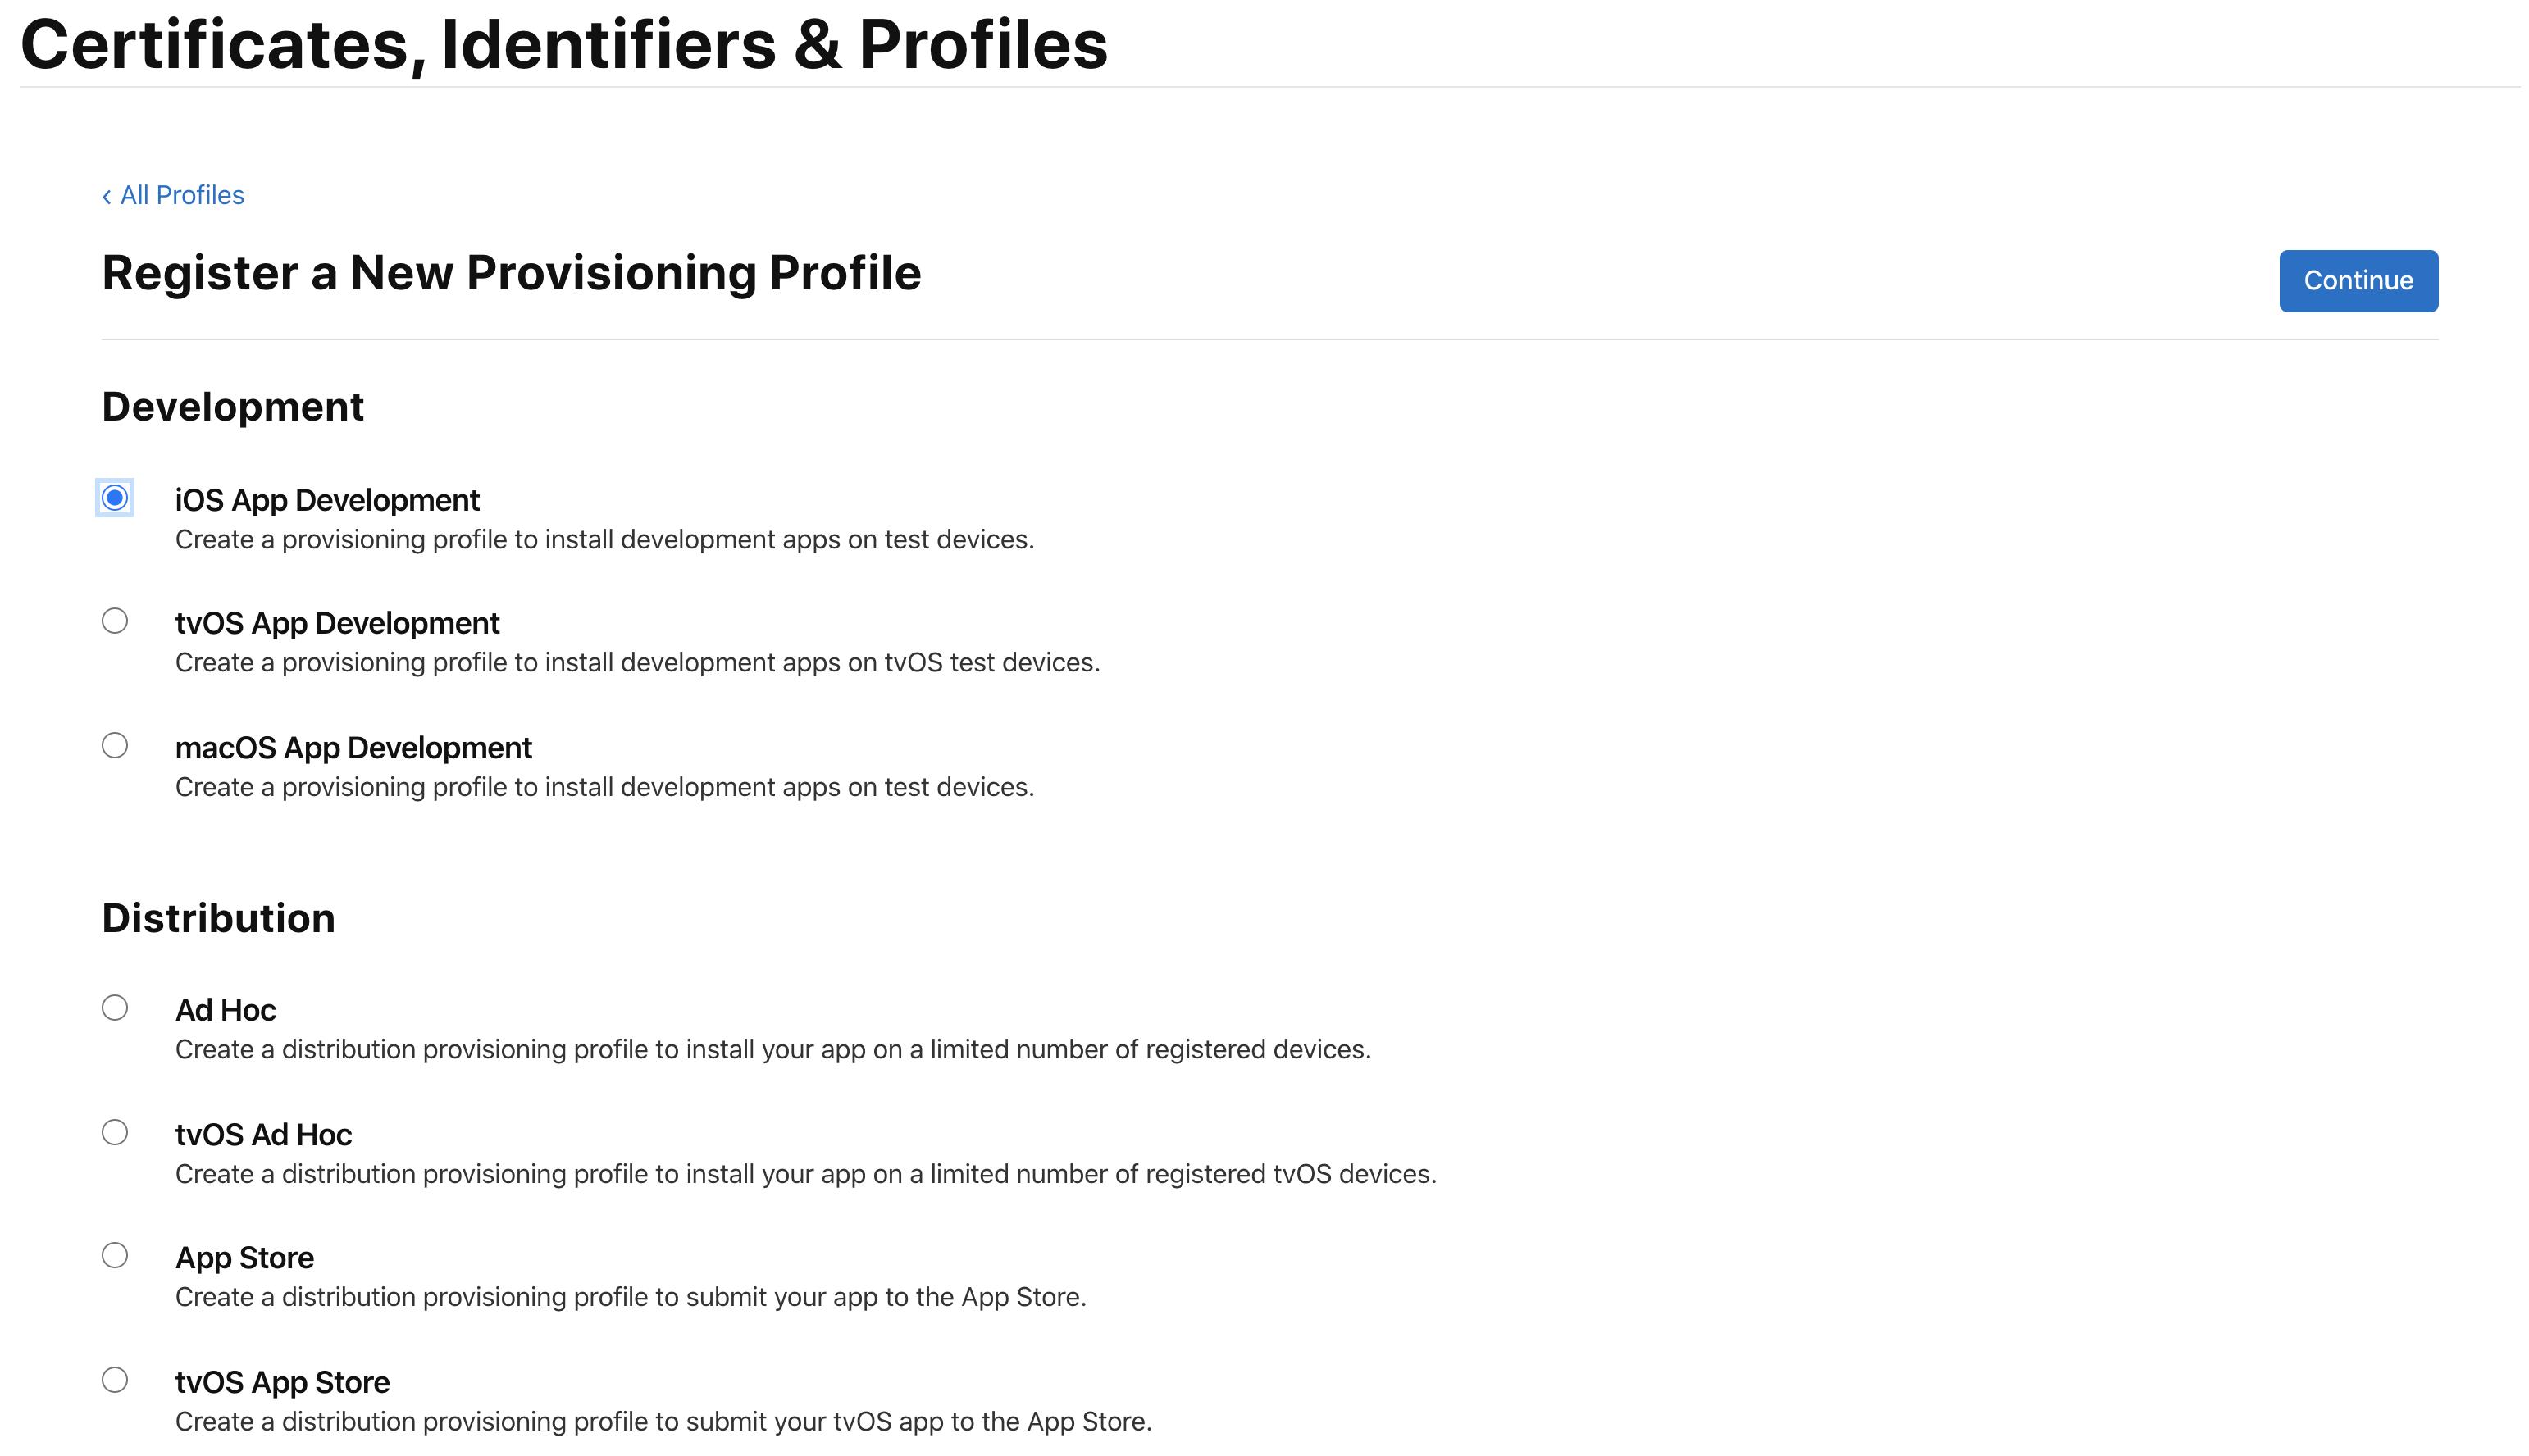 Certificates, Identifiers & Profiles
‹ All Profiles
Register a New Provisioning Profile
Continue
Development
iOS App Development
Create a provisioning profile to install development apps on test devices.
tvOS App Development
Create a provisioning profile to install development apps on tvOS test devices.
macOS App Development
Create a provisioning profile to install development apps on test devices.
Distribution
Ad Hoc
Create a distribution provisioning profile to install your app on a limited number of registered devices.
tvOS Ad Hoc
Create a distribution provisioning profile to install your app on a limited number of registered tvOS devices.
App Store
Create a distribution provisioning profile to submit your app to the App Store.
tvOS App Store
Create a distribution provisioning profile to submit your tvOS app to the App Store.